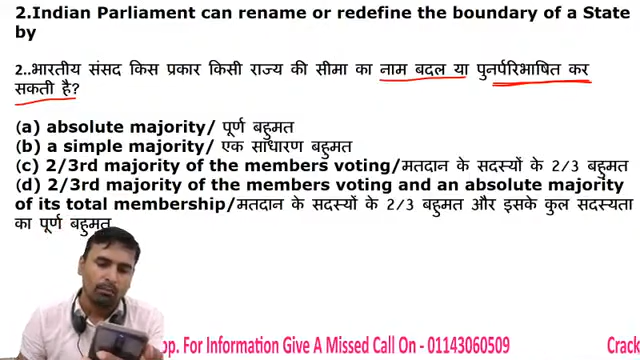 2.Indian Parliament can rename or redefine the boundary of a State
by
2..भारतीय संसद किस प्रकार किसी राज्य की सीमा का नाम बदल या पुनर्परिभाषित कर
सकती है?
(a) absolute majority/ पूर्ण बहुमत
(b) a simple majority/ एक साधारण बहुमत
(c) 2/3rd majority of the members voting/मतदान के सदस्यों के 2/3 बहुमत
(d) 2/3rd majority of the members voting and an absolute majority
of its total membership/मतदान के सदस्यों के 2/3 बहुमत और इसके कुल सदस्यता
का पूर्ण बहुमत
pp. For Information Give A Missed Call On - 01143060509
Crack